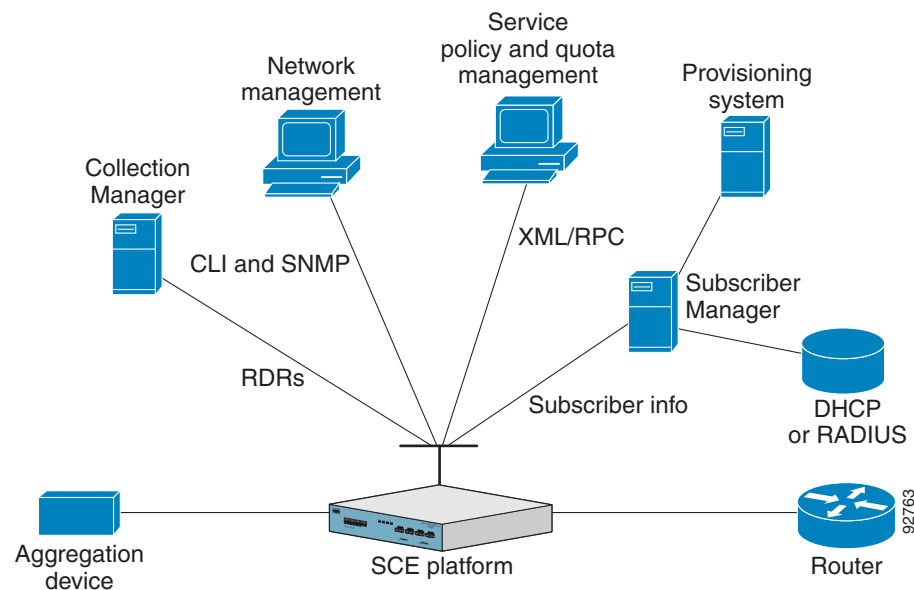 Service
policy and quota
management
Network
management
Provisioning
system
Collection
Manager
CLI and SNMP
XML/RPC
Subscriber
Manager
RDRs
Subscriber info
DHCP
or RADIUS
92763
Aggregation
device
SCE platform
Router